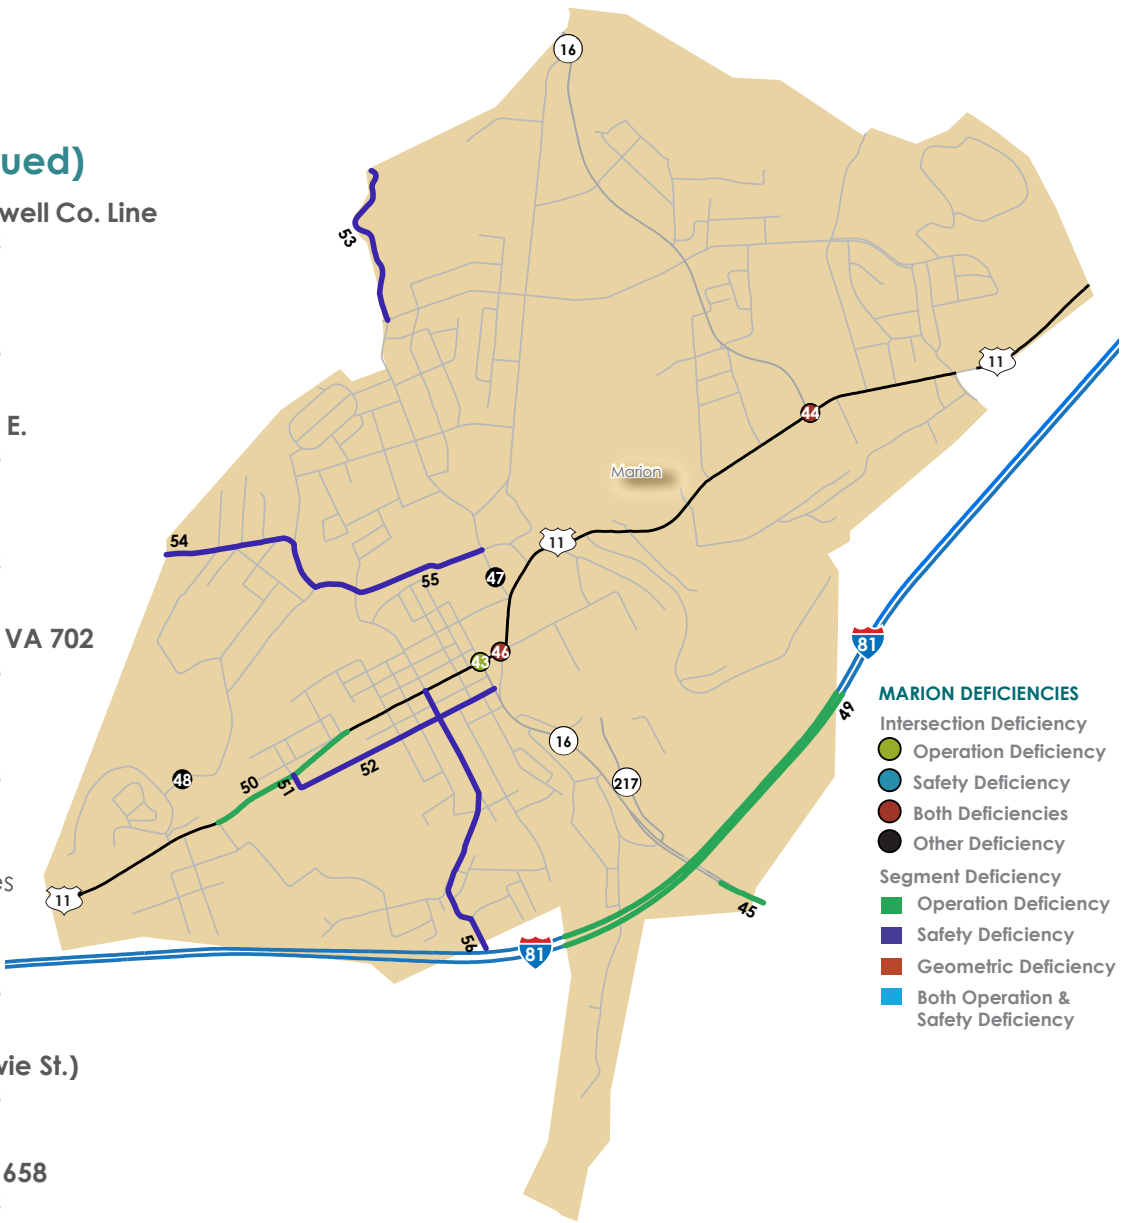 ued)
well Co. Line
E.
VA 702
es
vie St.)
658
16
53
11
44
Marion
11
54
55
47
46
43
81
49
16
217
52
51
50
48
11
45
56
81
MARION DEFICIENCIES
Intersection Deficiency
Operation Deficiency
Safety Deficiency
Both Deficiencies
Other Deficiency
Segment Deficiency
Operation Deficiency
Safety Deficiency
Geometric Deficiency
Both Operation &
Safety Deficiency